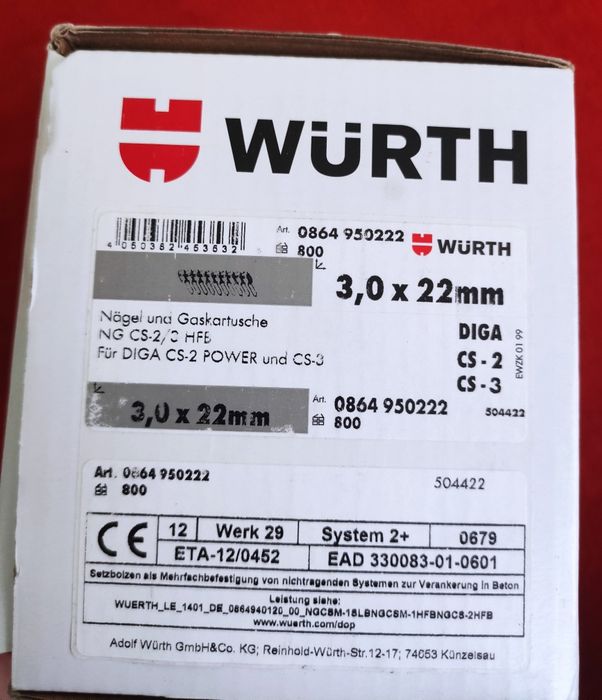 WÜRTH
4 050382 453532
Art. 0864 950222 WÜRTH
800
3,0 x 22mm
Nägel und Gaskartusche
NG CS-2/3 HFB
Für DIGA CS-2 POWER und CS-3
DIGA
CS - 2
CS - 3
EWZK 01 99
3,0 x 22mm
Art. 0864 950222
800
504422
Art. 0864 950222
800
504422
CE 12 Werk 29 System 2+ 0679
ETA-12/0452 EAD 330083-01-0601
Setzbolzen als Mehrfachbefestigung von nichttragenden Systemen zur Verankerung in Beton
Leistung siehe:
WUERTH_LE_1401_DE_0864940120_00_NGCSM-1SLBNGCSM-1HFBNGCS-2HFB
www.wuerth.com/dop
Adolf Würth GmbH&Co. KG; Reinhold-Würth-Str.12-17; 74653 Künzelsau